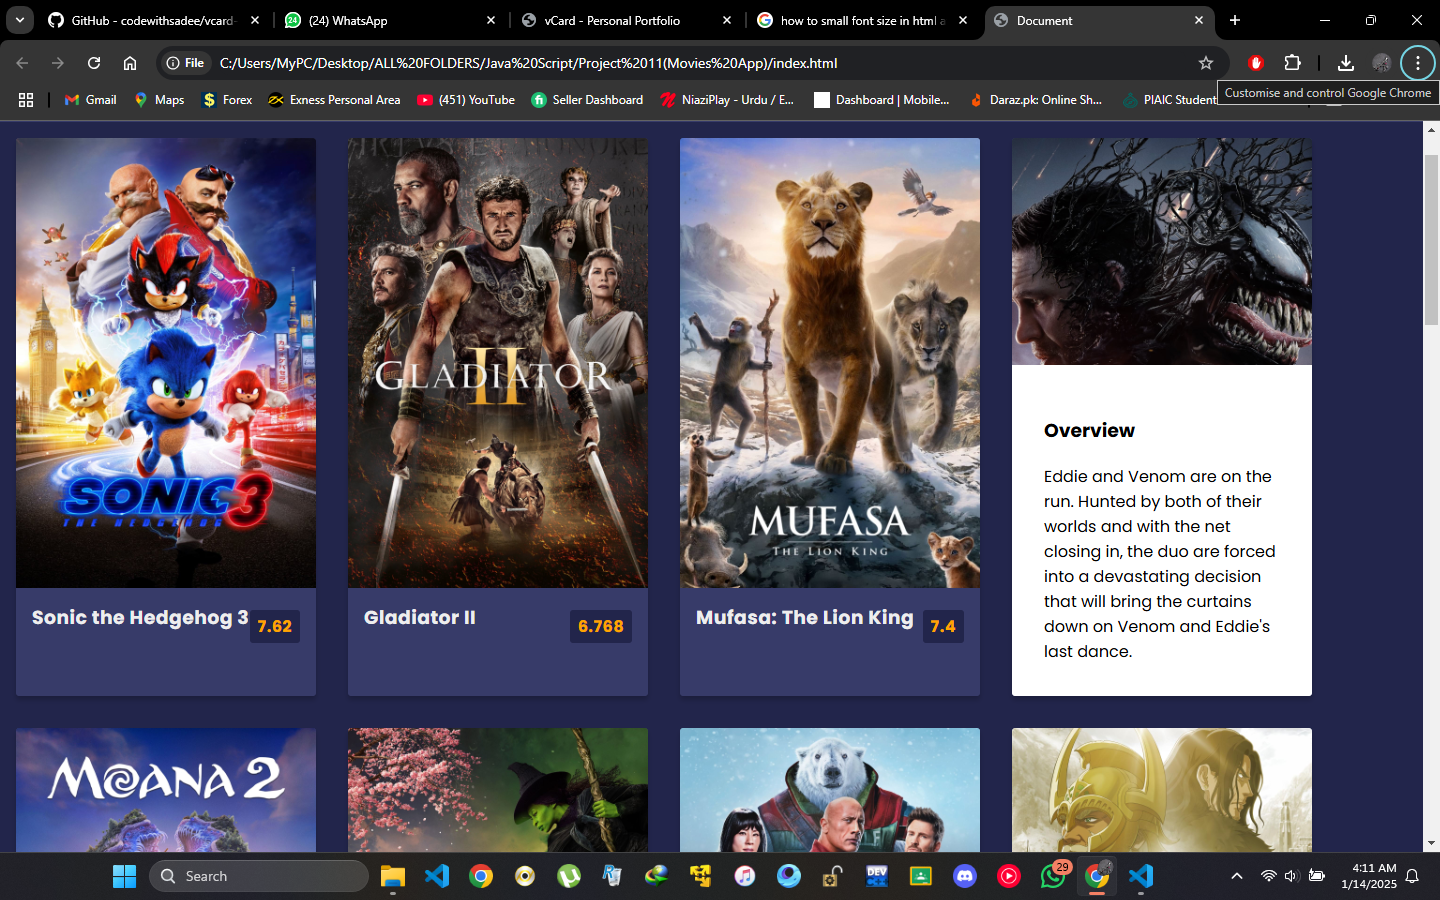 GitHub - codewithsadee/vcard-
(24) WhatsApp
vCard - Personal Portfolio
how to small font size in html a
Document
File
C:/Users/MyPC/Desktop/ALL%20FOLDERS/Java%20Script/Project%2011(Movies%20App)/index.html
Gmail
Maps
Forex
Exness Personal Area
(451) YouTube
Seller Dashboard
NiaziPlay - Urdu / E...
Dashboard | Mobile...
Daraz.pk: Online Sh...
PIAIC Student
Customise and control Google Chrome
SONIC 3
THE HEDGEHOG
GLADIATOR
II
MUFASA
THE LION KING
Overview
Eddie and Venom are on the
run. Hunted by both of their
worlds and with the net
closing in, the duo are forced
into a devastating decision
that will bring the curtains
down on Venom and Eddie's
last dance.
Sonic the Hedgehog 3
7.62
Gladiator II
6.768
Mufasa: The Lion King
7.4
MOANA 2
Search
DEV
29
4:11 AM
1/14/2025